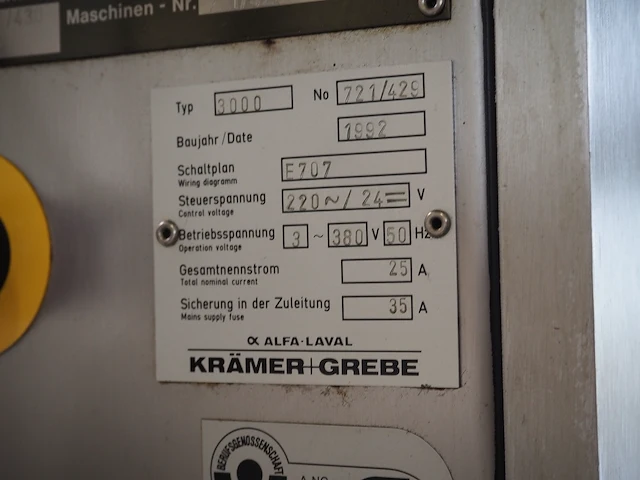 Maschinen - Nr.
Typ 3000 No 721/429
Baujahr/Date 1992
Schaltplan E707
Wiring diagramm
Steuerspannung 220~/24= V
Control voltage
Betriebsspannung 3 ~ 380 V 50 Hz
Operation voltage
Gesamtnennstrom 25 A
Total nominal current
Sicherung in der Zuleitung 35 A
Mains supply fuse
α ALFA-LAVAL
KRÄMER+GREBE
BERUFSGENOSSENSCHAFT